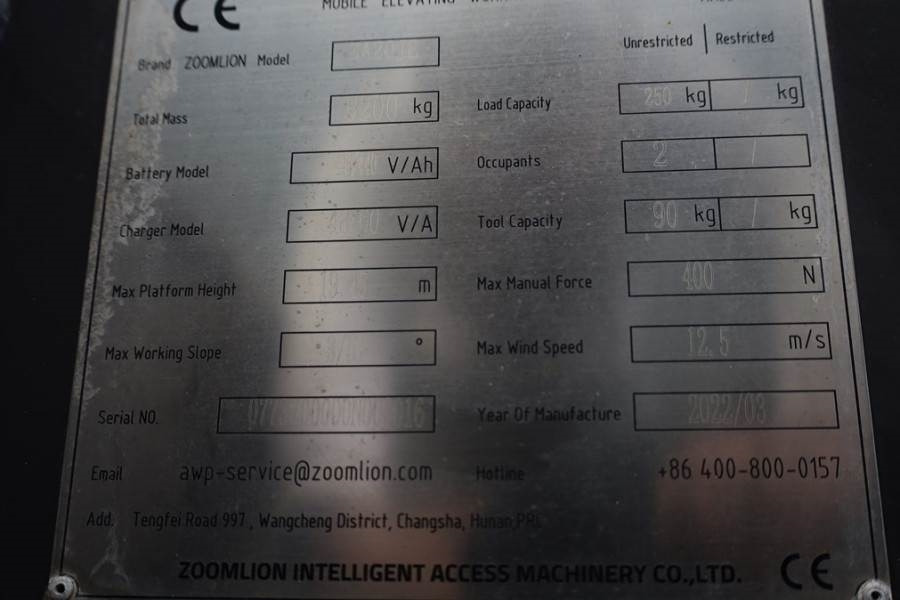 CE MOBILE ELEVATING
Unrestricted | Restricted
Brand ZOOMLION Model
Total Mass kg
Load Capacity 250 kg / kg
Battery Model V/Ah
Occupants 2 /
Charger Model V/A
Tool Capacity 90 kg / kg
Max Platform Height m
Max Manual Force 400 N
Max Working Slope °
Max Wind Speed 12.5 m/s
Serial NO.
Year Of Manufacture 2022/03
Email awp-service@zoomlion.com
Hotline +86 400-800-0157
Add. Tengfei Road 997, Wangcheng District, Changsha, Hunan,PRC
ZOOMLION INTELLIGENT ACCESS MACHINERY CO.,LTD. CE